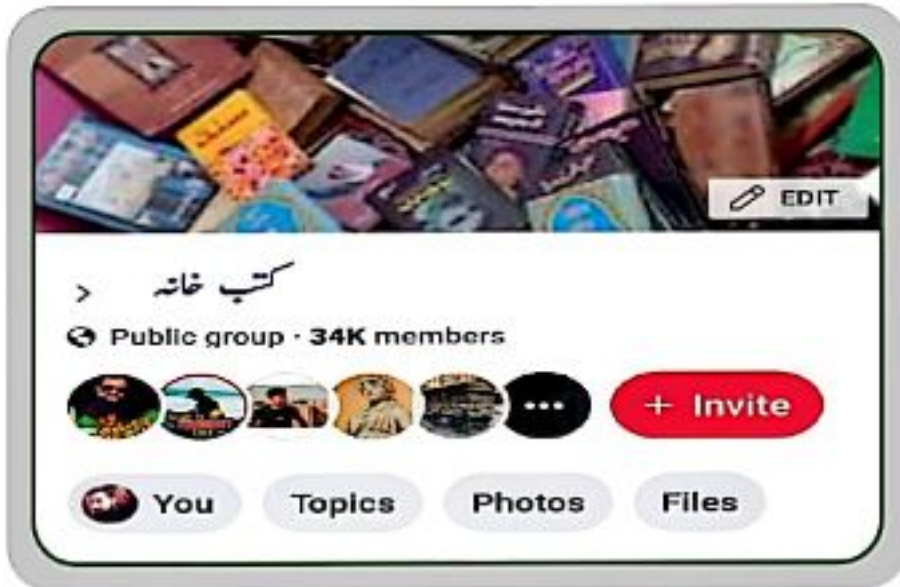 EDIT
کتب خانہ
Public group · 34K members
+ Invite
You Topics Photos Files